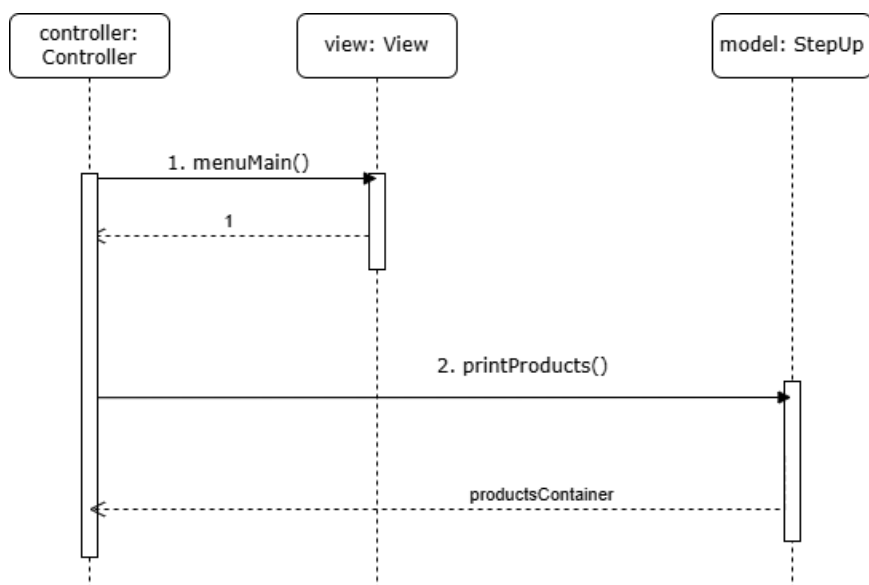 controller:
Controller
view: View
model: StepUp
1. menuMain()
1
2. printProducts()
productsContainer